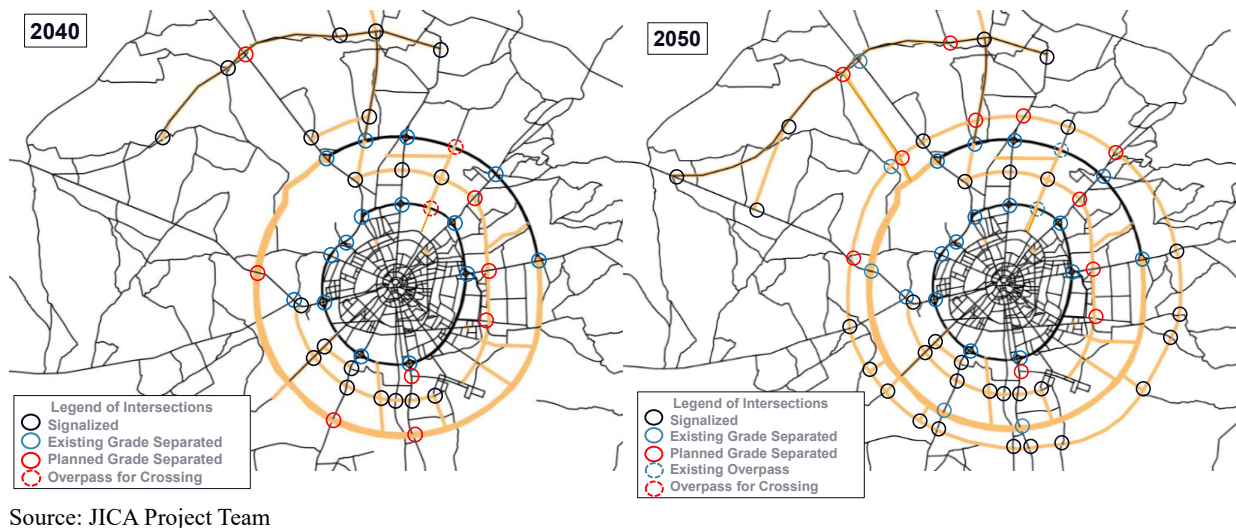 2040
Legend of Intersections
Signalized
Existing Grade Separated
Planned Grade Separated
Overpass for Crossing
2050
Legend of Intersections
Signalized
Existing Grade Separated
Planned Grade Separated
Existing Overpass
Overpass for Crossing
Source: JICA Project Team